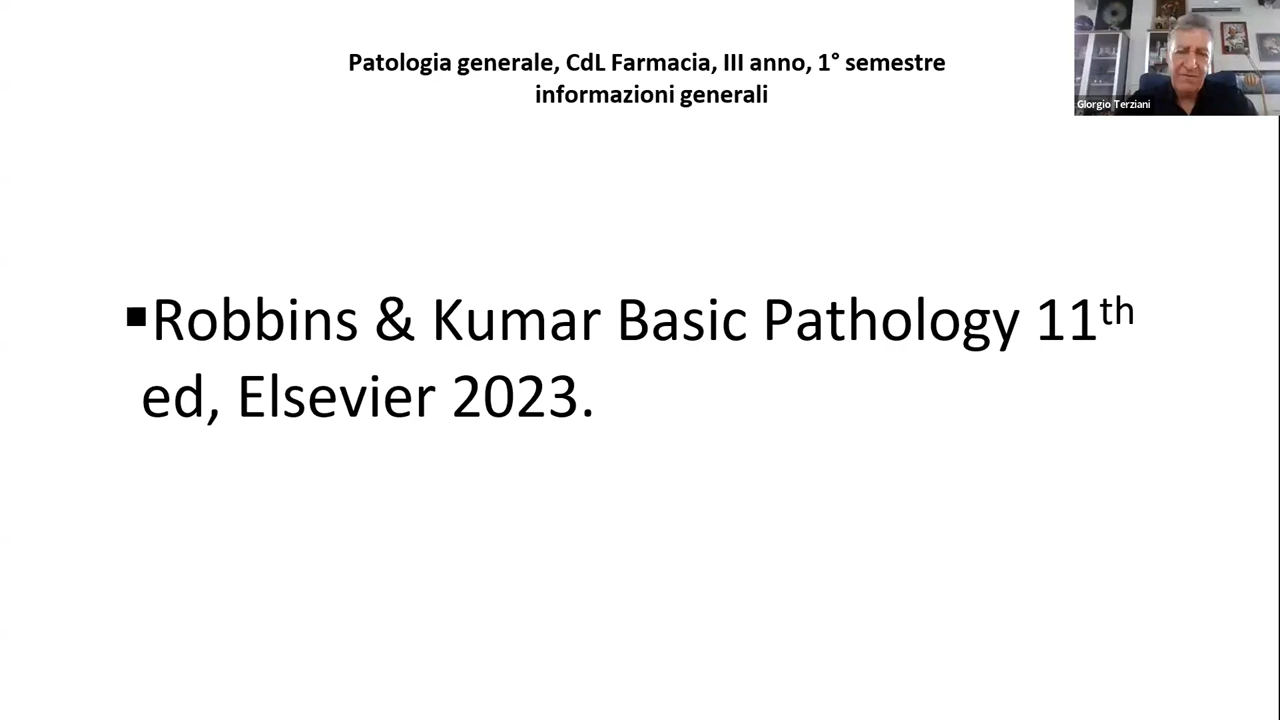 Patologia generale, CdL Farmacia, III anno, 1° semestre
informazioni generali
GIorgio Terziani
▪Robbins & Kumar Basic Pathology 11th
ed, Elsevier 2023.